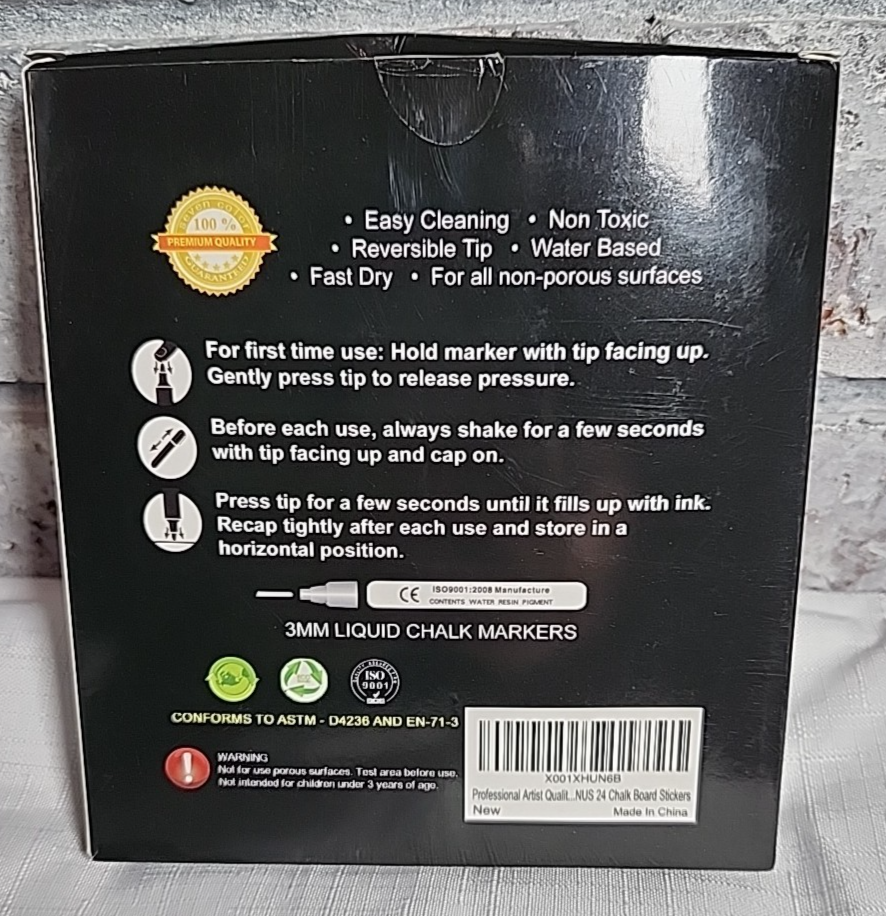 Seven Color
100 %
PREMIUM QUALITY
GUARANTEED
• Easy Cleaning • Non Toxic
• Reversible Tip • Water Based
• Fast Dry • For all non-porous surfaces
For first time use: Hold marker with tip facing up.
Gently press tip to release pressure.
Before each use, always shake for a few seconds
with tip facing up and cap on.
Press tip for a few seconds until it fills up with ink.
Recap tightly after each use and store in a
horizontal position.
CE ISO9001:2008 Manufacture
CONTENTS WATER RESIN PIGMENT
3MM LIQUID CHALK MARKERS
ISO
9001
CONFORMS TO ASTM - D4236 AND EN-71-3
WARNING
Not for use porous surfaces. Test area before use.
Not intended for children under 3 years of age.
X001XHUN6B
Professional Artist Qualit...NUS 24 Chalk Board Stickers
New Made In China